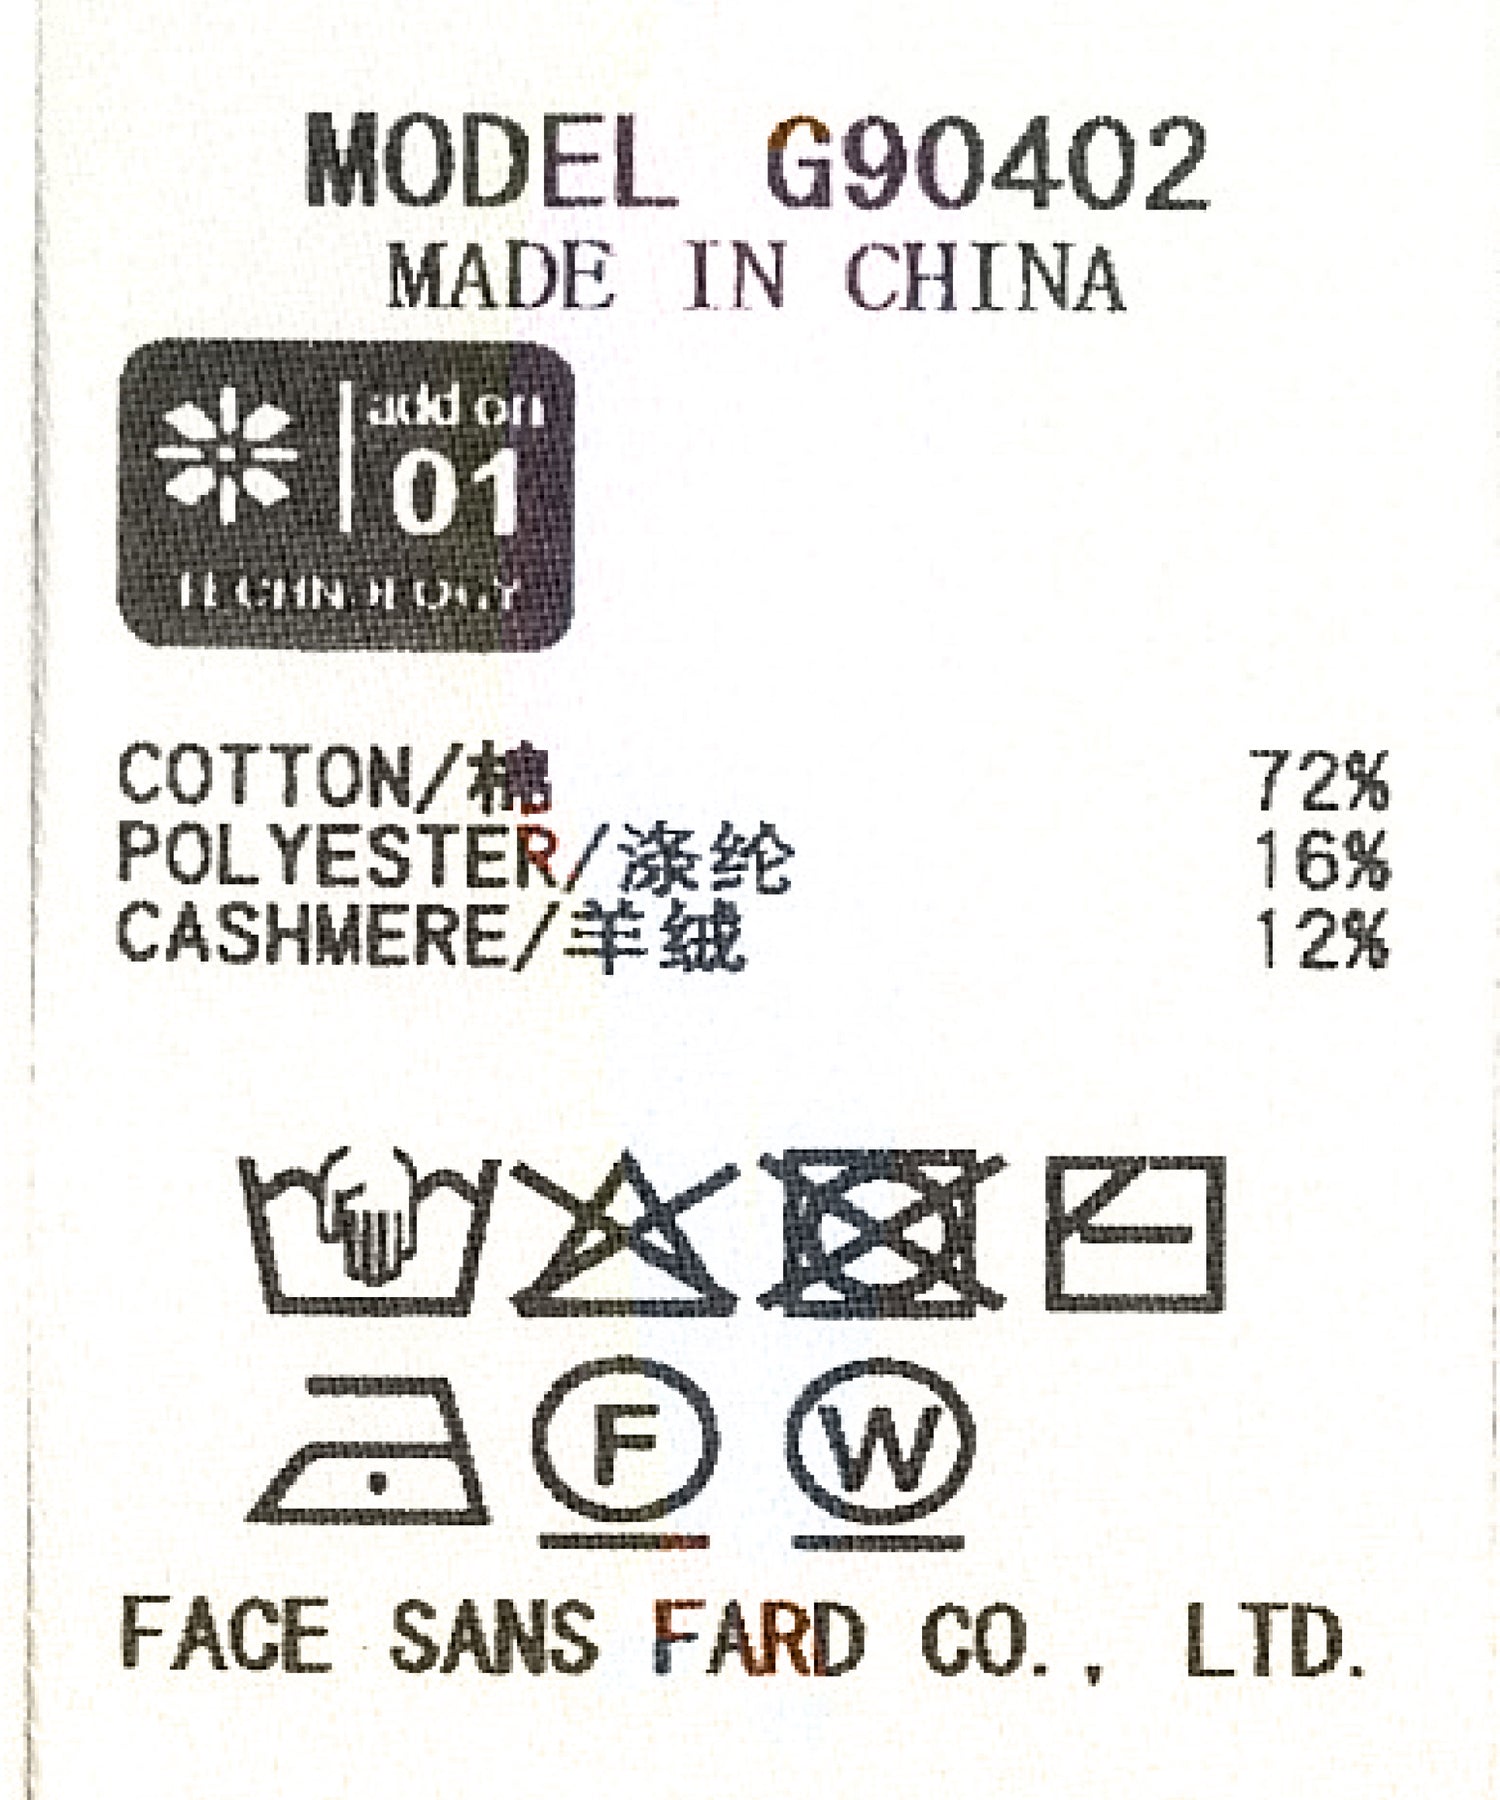 MODEL G90402
MADE IN CHINA
add on
01
TECHNOLOGY
COTTON/棉 72%
POLYESTER/涤纶 16%
CASHMERE/羊绒 12%
F W
FACE SANS FARD CO., LTD.